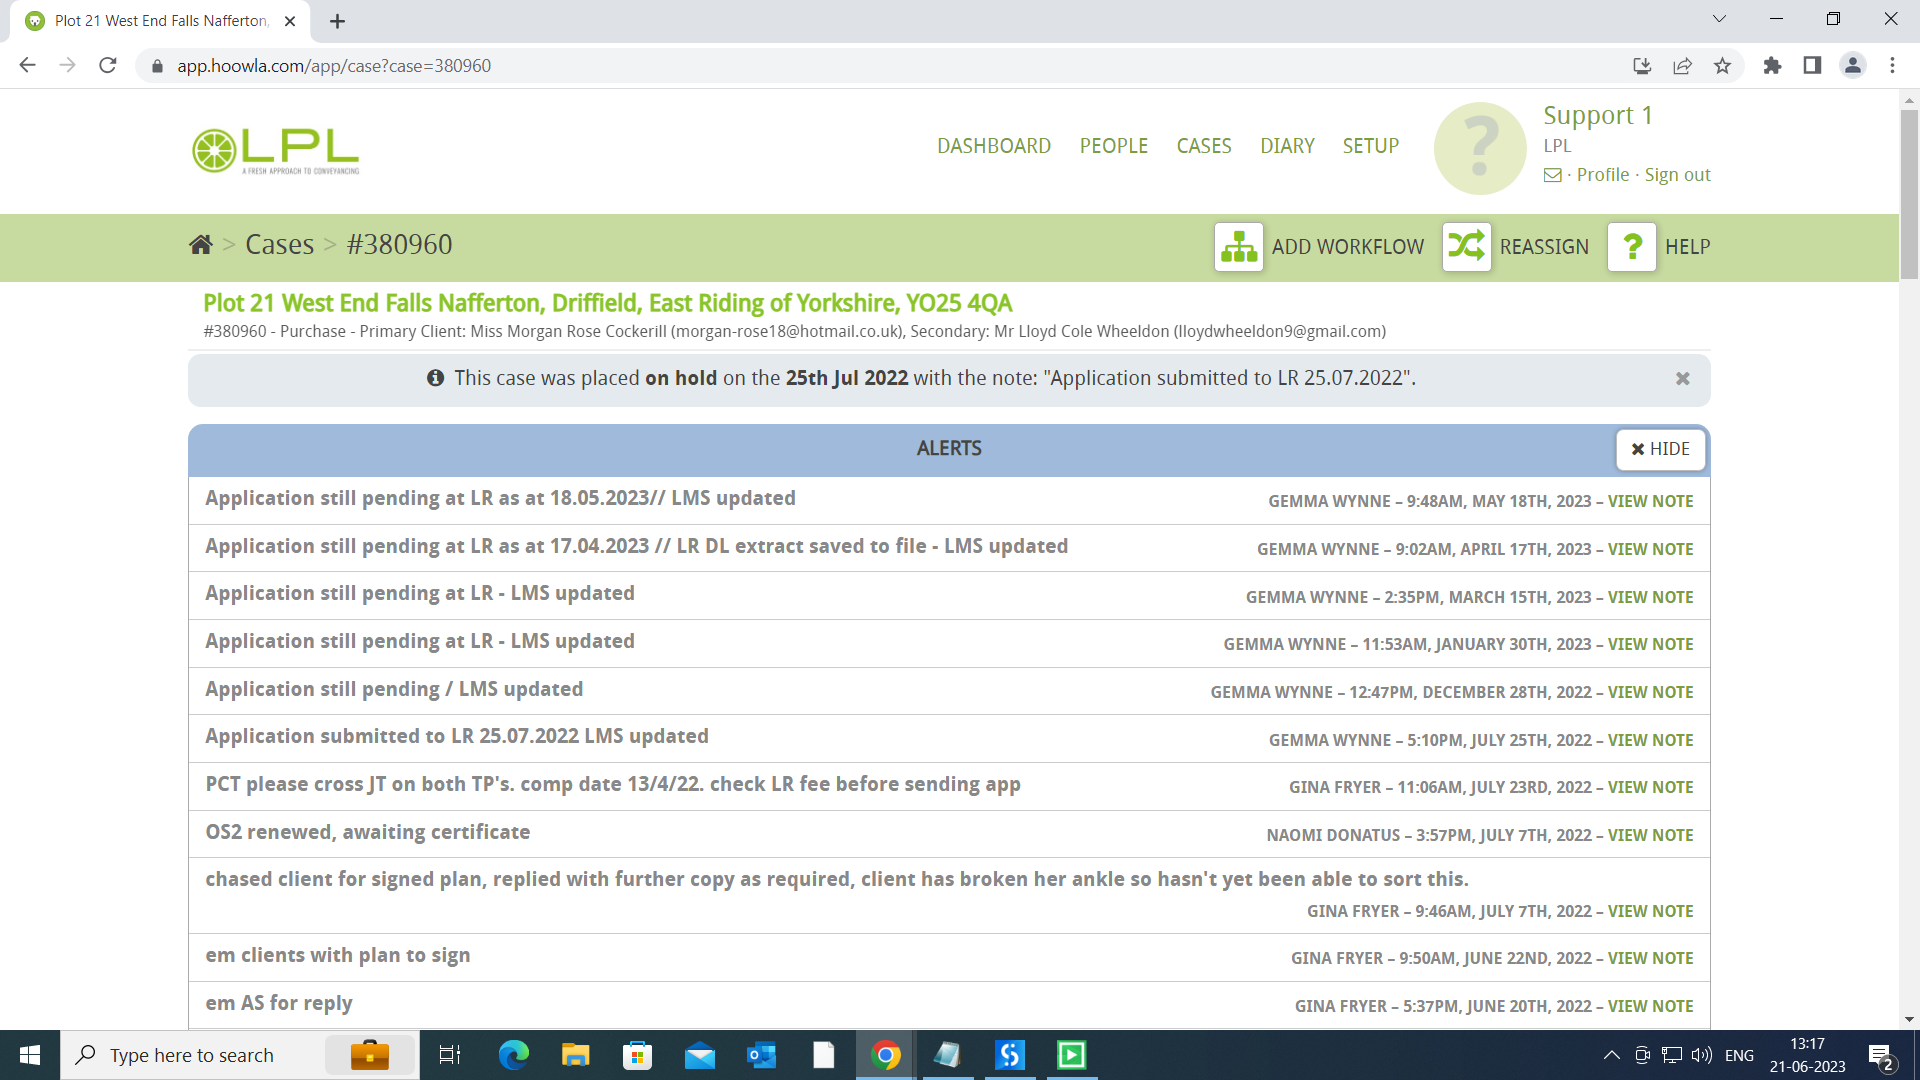 Plot 21 West End Falls Nafferton,
app.hoowla.com/app/case?case=380960
LPL
A FRESH APPROACH TO CONVEYANCING
DASHBOARD PEOPLE CASES DIARY SETUP
?
Support 1
LPL
· Profile · Sign out
> Cases > #380960
ADD WORKFLOW REASSIGN ? HELP
Plot 21 West End Falls Nafferton, Driffield, East Riding of Yorkshire, YO25 4QA
#380960 - Purchase - Primary Client: Miss Morgan Rose Cockerill (morgan-rose18@hotmail.co.uk), Secondary: Mr Lloyd Cole Wheeldon (lloydwheeldon9@gmail.com)
This case was placed on hold on the 25th Jul 2022 with the note: "Application submitted to LR 25.07.2022".
ALERTS
HIDE
Application still pending at LR as at 18.05.2023// LMS updated
GEMMA WYNNE – 9:48AM, MAY 18TH, 2023 – VIEW NOTE
Application still pending at LR as at 17.04.2023 // LR DL extract saved to file - LMS updated
GEMMA WYNNE – 9:02AM, APRIL 17TH, 2023 – VIEW NOTE
Application still pending at LR - LMS updated
GEMMA WYNNE – 2:35PM, MARCH 15TH, 2023 – VIEW NOTE
Application still pending at LR - LMS updated
GEMMA WYNNE – 11:53AM, JANUARY 30TH, 2023 – VIEW NOTE
Application still pending / LMS updated
GEMMA WYNNE – 12:47PM, DECEMBER 28TH, 2022 – VIEW NOTE
Application submitted to LR 25.07.2022 LMS updated
GEMMA WYNNE – 5:10PM, JULY 25TH, 2022 – VIEW NOTE
PCT please cross JT on both TP's. comp date 13/4/22. check LR fee before sending app
GINA FRYER – 11:06AM, JULY 23RD, 2022 – VIEW NOTE
OS2 renewed, awaiting certificate
NAOMI DONATUS – 3:57PM, JULY 7TH, 2022 – VIEW NOTE
chased client for signed plan, replied with further copy as required, client has broken her ankle so hasn't yet been able to sort this.
GINA FRYER – 9:46AM, JULY 7TH, 2022 – VIEW NOTE
em clients with plan to sign
GINA FRYER – 9:50AM, JUNE 22ND, 2022 – VIEW NOTE
em AS for reply
GINA FRYER – 5:37PM, JUNE 20TH, 2022 – VIEW NOTE
Type here to search
ENG
13:17
21-06-2023
2